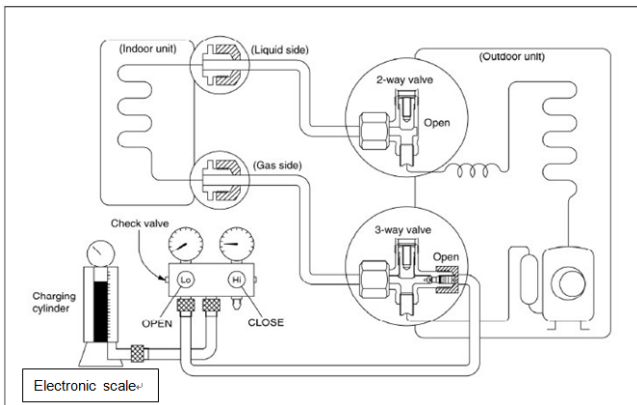 (Indoor unit)
(Liquid side)
2-way valve
(Outdoor unit)
Open
(Gas side)
3-way valve
Open
Check valve
Lo
Hi
Charging
cylinder
OPEN
CLOSE
Electronic scale↵